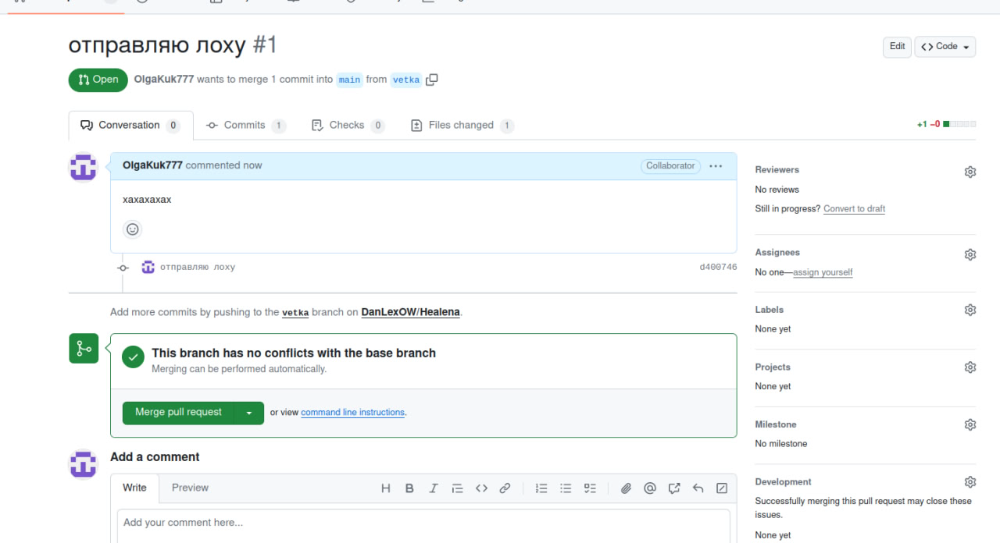 отправляю лоху #1
Edit
Code
Open
OlgaKuk777 wants to merge 1 commit into main from vetka
Conversation 0
Commits 1
Checks 0
Files changed 1
+1 −0
OlgaKuk777 commented now
Collaborator
хахахахах
отправляю лоху
d400746
Add more commits by pushing to the vetka branch on DanLexOW/Healena.
This branch has no conflicts with the base branch
Merging can be performed automatically.
Merge pull request
or view command line instructions.
Add a comment
Write
Preview
Add your comment here...
Reviewers
No reviews
Still in progress? Convert to draft
Assignees
No one—assign yourself
Labels
None yet
Projects
None yet
Milestone
No milestone
Development
Successfully merging this pull request may close these
issues.
None yet